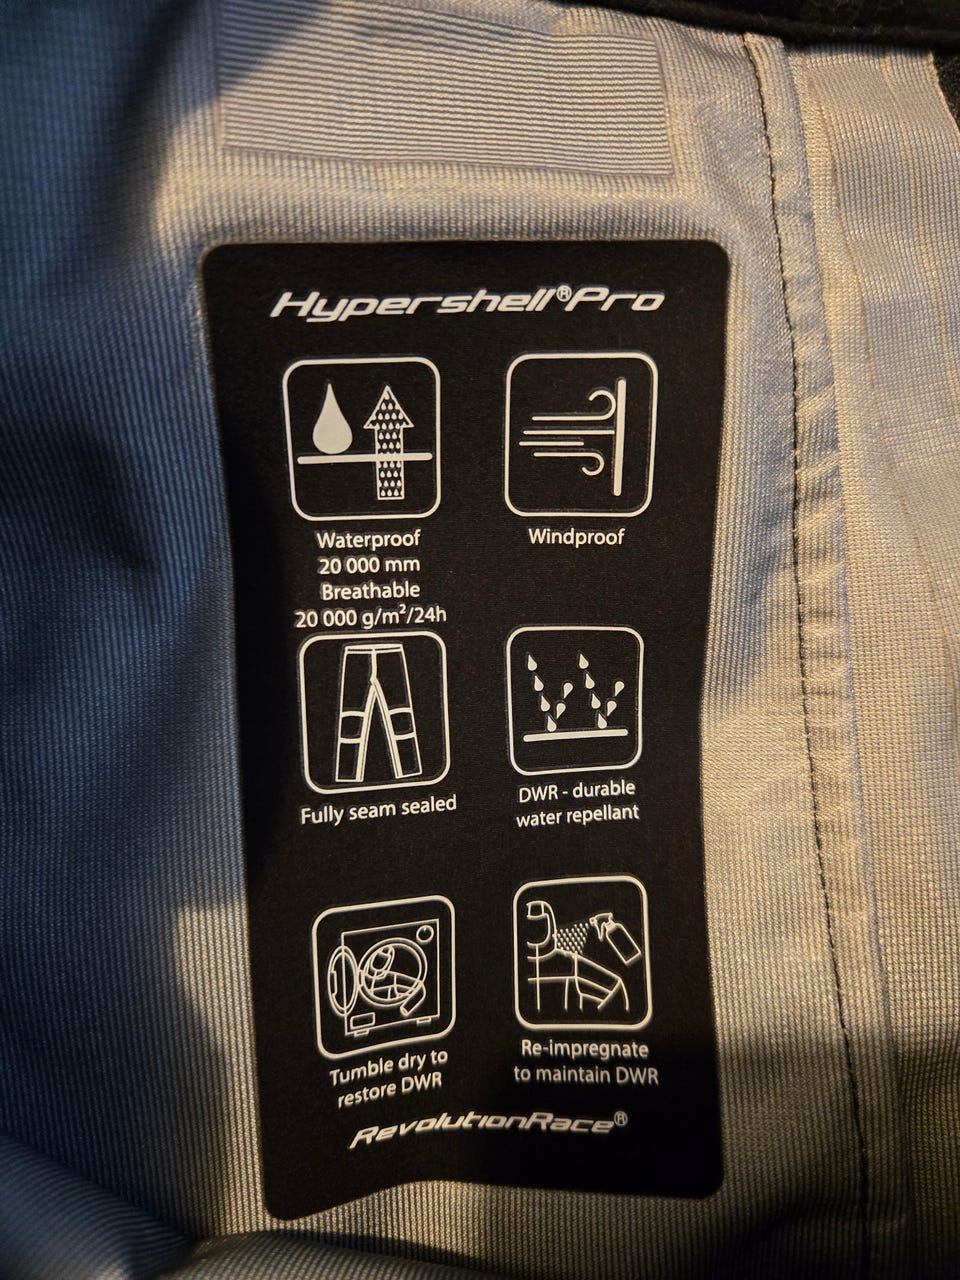 Hypershell®Pro
Waterproof
20 000 mm
Breathable
20 000 g/m²/24h
Windproof
Fully seam sealed
DWR - durable
water repellant
Tumble dry to
restore DWR
Re-impregnate
to maintain DWR
RevolutionRace®